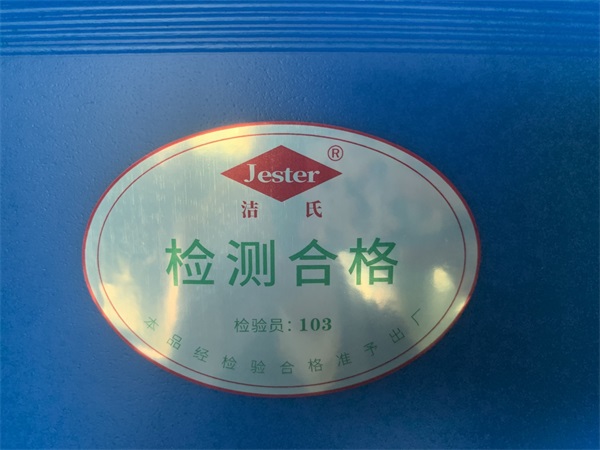 Jester ®
洁 氏
检测合格
检验员：103
本品经检验合格准予出厂